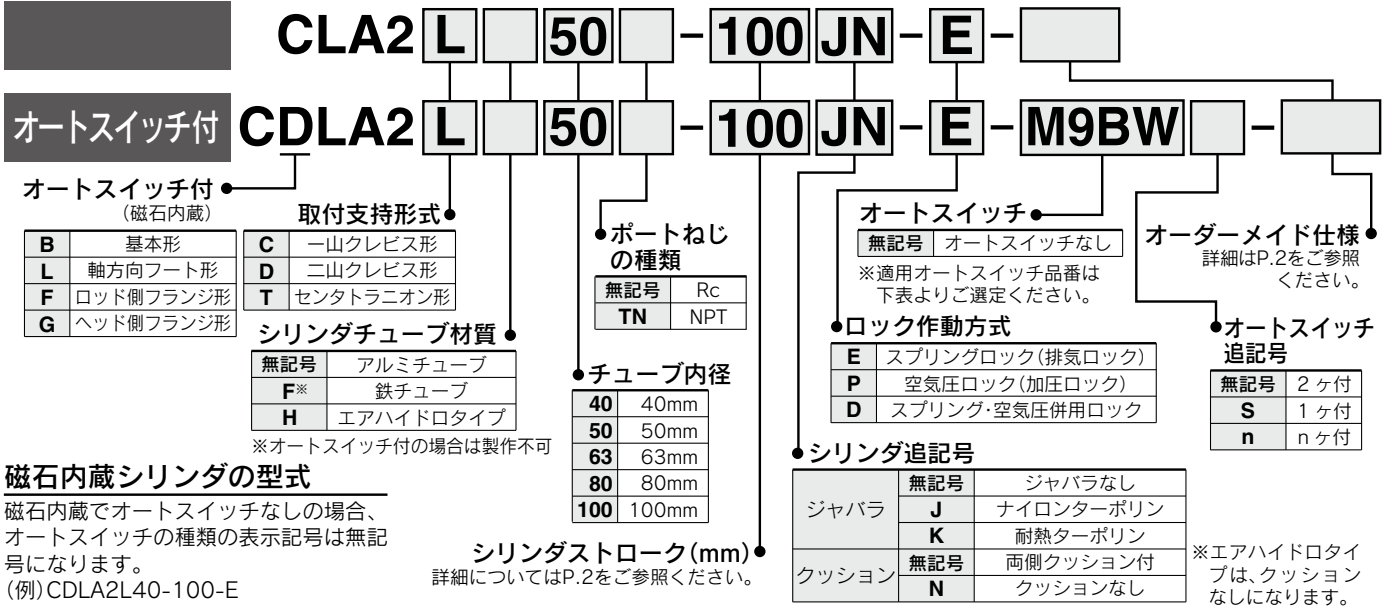 CLA2 L 50 -100 JN - E -
オートスイッチ付 CDLA2 L 50 -100 JN - E - M9BW -
オートスイッチ付
(磁石内蔵)
取付支持形式
B 基本形
L 軸方向フート形
F ロッド側フランジ形
G ヘッド側フランジ形
C 一山クレビス形
D 二山クレビス形
T センタトラニオン形
シリンダチューブ材質
無記号 アルミチューブ
F※ 鉄チューブ
H エアハイドロタイプ
※オートスイッチ付の場合は製作不可
磁石内蔵シリンダの型式
磁石内蔵でオートスイッチなしの場合、
オートスイッチの種類の表示記号は無記
号になります。
(例)CDLA2L40-100-E
ポートねじ
の種類
無記号 Rc
TN NPT
チューブ内径
40 40mm
50 50mm
63 63mm
80 80mm
100 100mm
シリンダストローク(mm)
詳細についてはP.2をご参照ください。
オートスイッチ
無記号 オートスイッチなし
※適用オートスイッチ品番は
下表よりご選定ください。
ロック作動方式
E スプリングロック(排気ロック)
P 空気圧ロック(加圧ロック)
D スプリング・空気圧併用ロック
シリンダ追記号
ジャバラ 無記号 ジャバラなし
J ナイロンターポリン
K 耐熱ターポリン
クッション 無記号 両側クッション付
N クッションなし
※エアハイドロタイ
プは、クッション
なしになります。
オーダーメイド仕様
詳細はP.2をご参照
ください。
オートスイッチ
追記号
無記号 2ヶ付
S 1ヶ付
n nヶ付